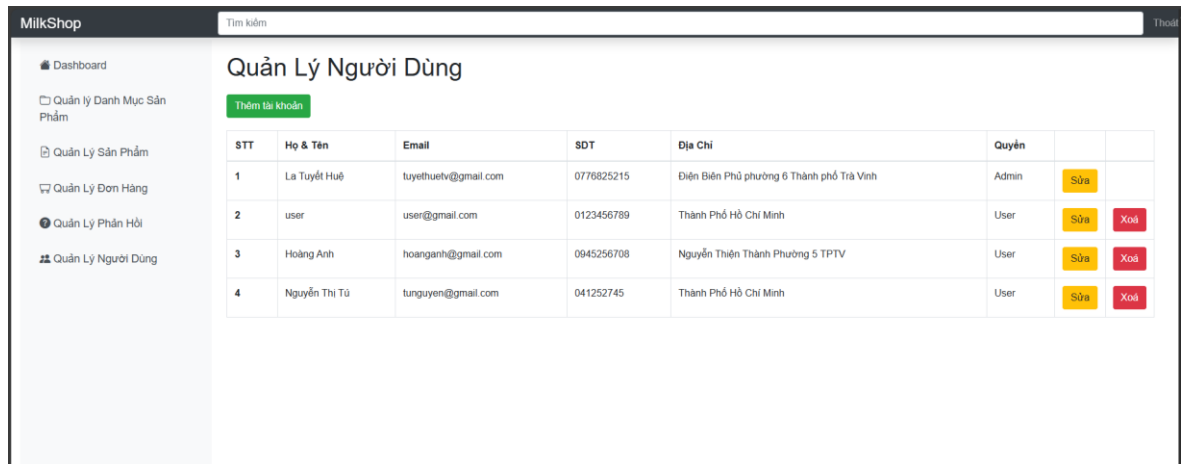 MilkShop
Tìm kiếm
Thoát
Dashboard
Quản lý Danh Mục Sản
Phẩm
Quản Lý Sản Phẩm
Quản Lý Đơn Hàng
Quản Lý Phản Hồi
Quản Lý Người Dùng
Quản Lý Người Dùng
Thêm tài khoản
STT Họ & Tên Email SDT Địa Chỉ Quyền
1 La Tuyết Huệ tuyethuetv@gmail.com 0776825215 Điện Biên Phủ phường 6 Thành phố Trà Vinh Admin Sửa
2 user user@gmail.com 0123456789 Thành Phố Hồ Chí Minh User Sửa Xoá
3 Hoàng Anh hoanganh@gmail.com 0945256708 Nguyễn Thiện Thành Phường 5 TPTV User Sửa Xoá
4 Nguyễn Thị Tú tunguyen@gmail.com 041252745 Thành Phố Hồ Chí Minh User Sửa Xoá